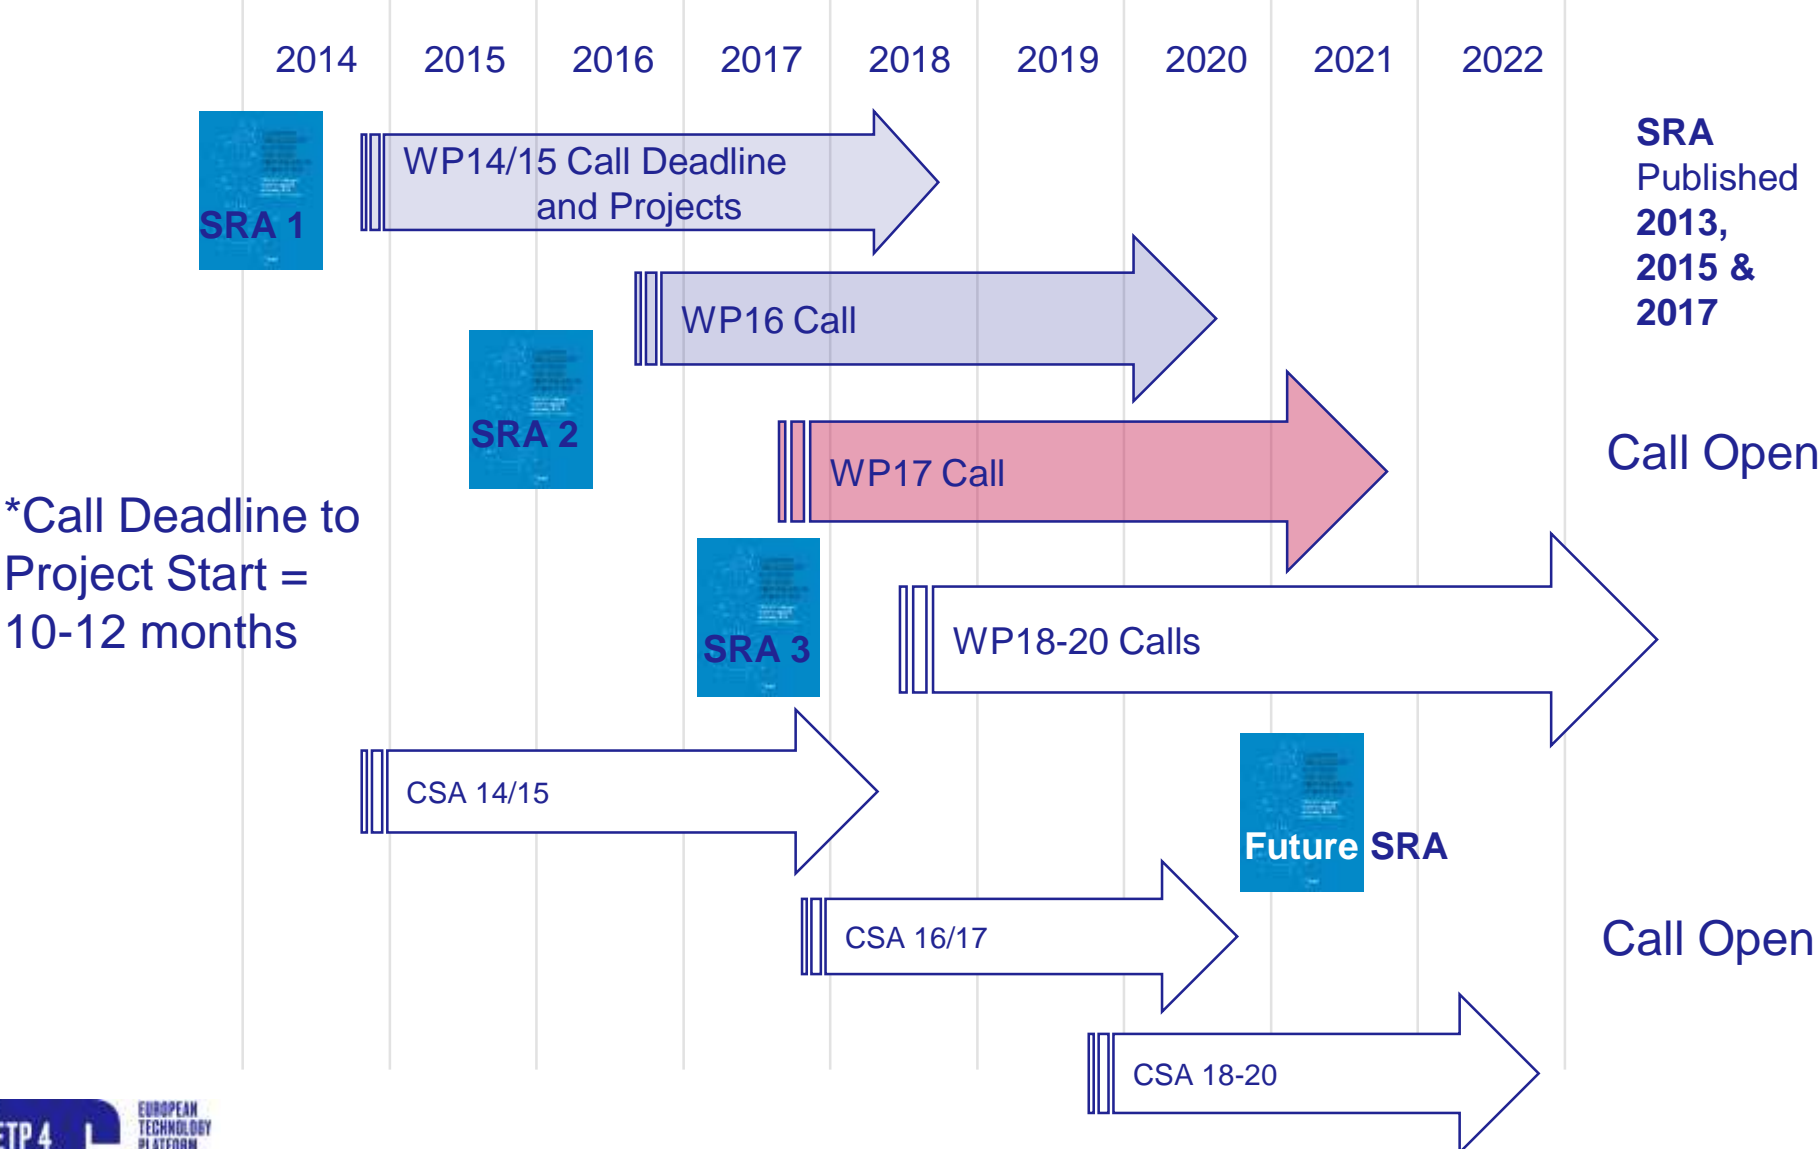 2014 2015 2016 2017 2018 2019 2020 2021 2022
SRA 1
WP14/15 Call Deadline
and Projects
SRA
Published
2013,
2015 &
2017
WP16 Call
SRA 2
WP17 Call
Call Open
*Call Deadline to
Project Start =
10-12 months
SRA 3
WP18-20 Calls
CSA 14/15
Future SRA
CSA 16/17
Call Open
CSA 18-20
ETP 4
EUROPEAN
TECHNOLOGY
PLATFORM